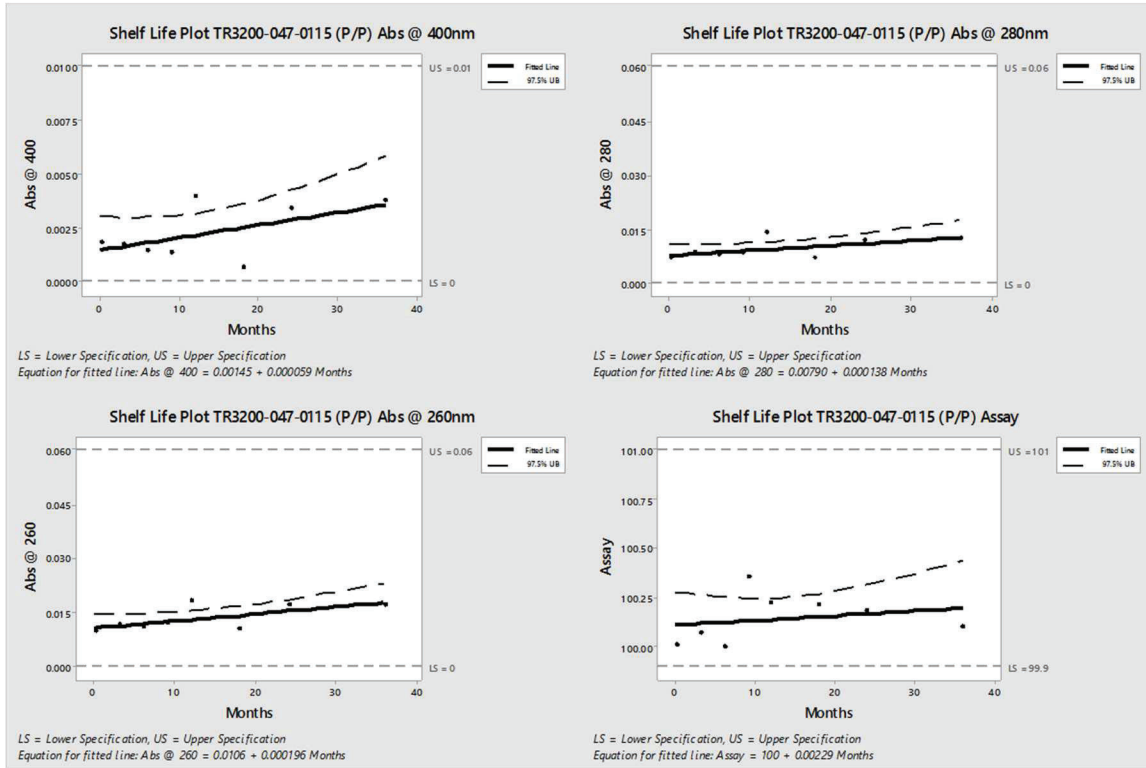 Shelf Life Plot TR3200-047-0115 (P/P) Abs @ 400nm
0.0100
0.0075
0.0050
0.0025
0.0000
Abs @ 400
US = 0.01
LS = 0
Fitted Line
97.5% UB
0 10 20 30 40
Months
LS = Lower Specification, US = Upper Specification
Equation for fitted line: Abs @ 400 = 0.00145 + 0.000059 Months
Shelf Life Plot TR3200-047-0115 (P/P) Abs @ 280nm
0.060
0.045
0.030
0.015
0.000
Abs @ 280
US = 0.06
LS = 0
Fitted Line
97.5% UB
0 10 20 30 40
Months
LS = Lower Specification, US = Upper Specification
Equation for fitted line: Abs @ 280 = 0.00790 + 0.000138 Months
Shelf Life Plot TR3200-047-0115 (P/P) Abs @ 260nm
0.060
0.045
0.030
0.015
0.000
Abs @ 260
US = 0.06
LS = 0
Fitted Line
97.5% UB
0 10 20 30 40
Months
LS = Lower Specification, US = Upper Specification
Equation for fitted line: Abs @ 260 = 0.0106 + 0.000196 Months
Shelf Life Plot TR3200-047-0115 (P/P) Assay
101.00
100.75
100.50
100.25
100.00
Assay
US = 101
LS = 99.9
Fitted Line
97.5% UB
0 10 20 30 40
Months
LS = Lower Specification, US = Upper Specification
Equation for fitted line: Assay = 100 + 0.00229 Months